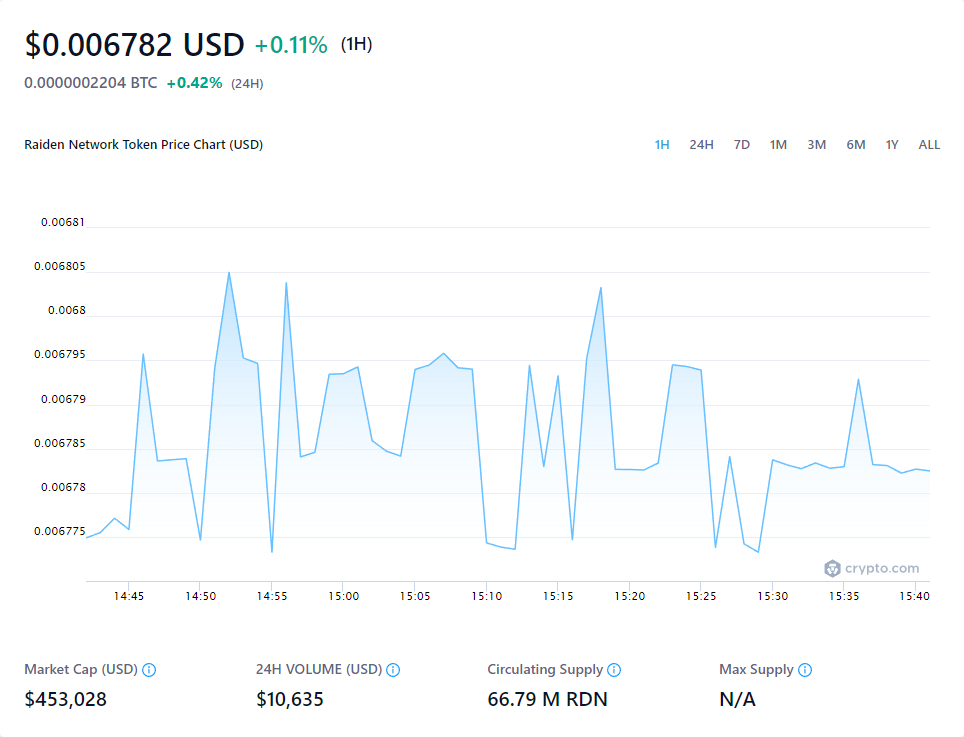 $0.006782 USD +0.11% (1H)
0.0000002204 BTC +0.42% (24H)
Raiden Network Token Price Chart (USD) 1H 24H 7D 1M 3M 6M 1Y ALL
0.00681
0.006805
0.0068
0.006795
0.00679
0.006785
0.00678
0.006775
crypto.com
14:45 14:50 14:55 15:00 15:05 15:10 15:15 15:20 15:25 15:30 15:35 15:40
Market Cap (USD) 24H VOLUME (USD) Circulating Supply Max Supply
$453,028 $10,635 66.79 M RDN N/A